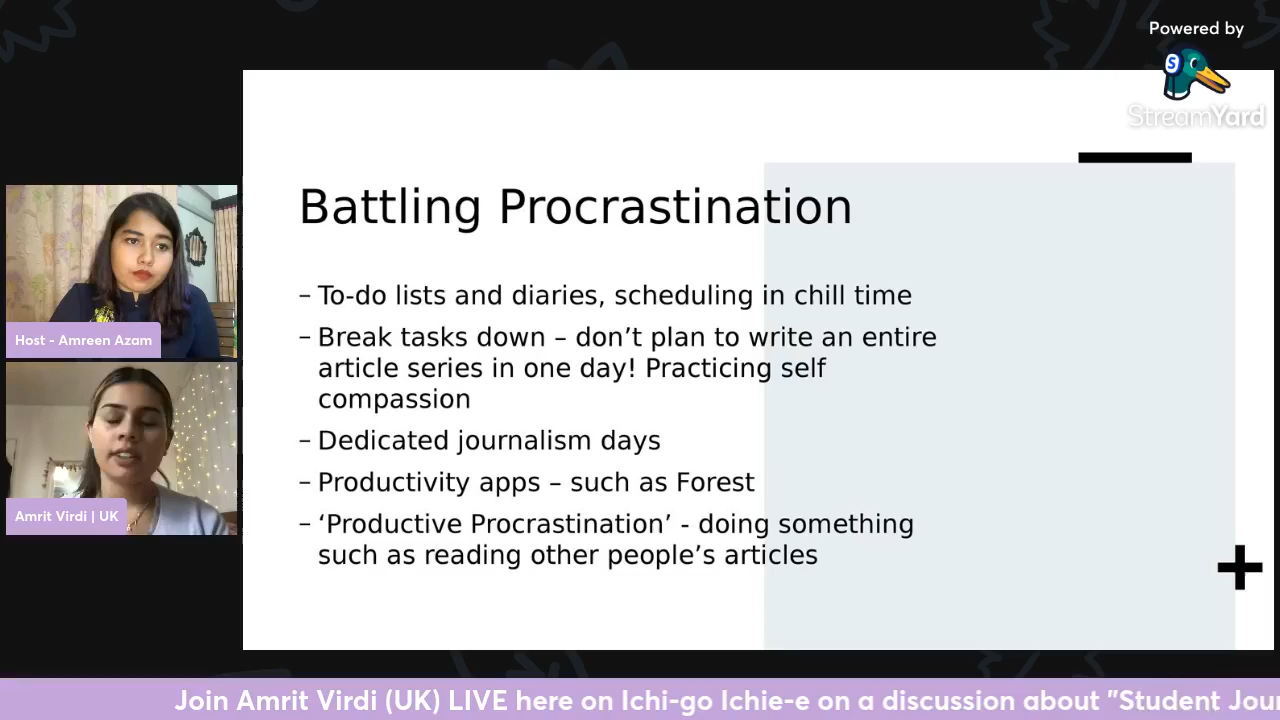 Powered by
S
StreamYard
Battling Procrastination
– To-do lists and diaries, scheduling in chill time
– Break tasks down – don’t plan to write an entire
article series in one day! Practicing self
compassion
– Dedicated journalism days
– Productivity apps – such as Forest
– ‘Productive Procrastination’ - doing something
such as reading other people’s articles
Host - Amreen Azam
Amrit Virdi | UK
Join Amrit Virdi (UK) LIVE here on Ichi-go Ichie-e on a discussion about "Student Jou